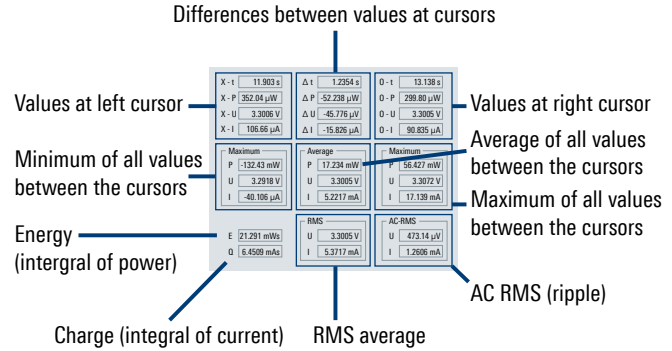 Differences between values at cursors
Values at left cursor
X - t 11.903 s
X - P 352.04 µW
X - U 3.3006 V
X - I 106.66 µA
Δ t 1.2354 s
Δ P -52.238 µW
Δ U -45.776 µV
Δ I -15.826 µA
O - t 13.138 s
O - P 299.80 µW
O - U 3.3005 V
O - I 90.835 µA
Values at right cursor
Minimum of all values
between the cursors
Maximum
P -132.43 mW
U 3.2918 V
I -40.106 µA
Average
P 17.234 mW
U 3.3005 V
I 5.2217 mA
Maximum
P 56.427 mW
U 3.3072 V
I 17.139 mA
Average of all values
between the cursors
Maximum of all values
between the cursors
Energy
(intergral of power)
E 21.291 mWs
Q 6.4509 mAs
RMS
U 3.3005 V
I 5.3717 mA
AC-RMS
U 473.14 µV
I 1.2606 mA
AC RMS (ripple)
Charge (integral of current)
RMS average